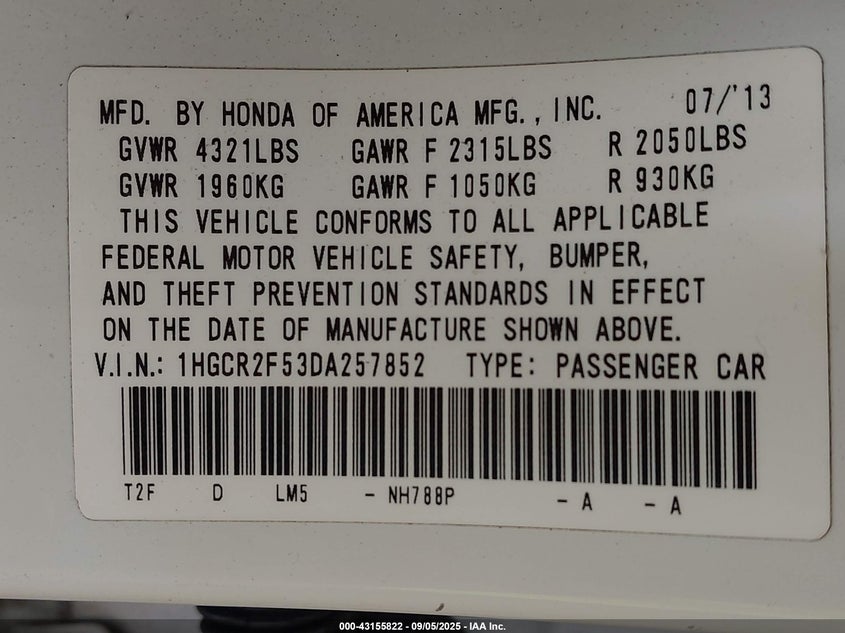 MFD. BY HONDA OF AMERICA MFG., INC. 07/'13
GVWR 4321LBS GAWR F 2315LBS R 2050LBS
GVWR 1960KG GAWR F 1050KG R 930KG
THIS VEHICLE CONFORMS TO ALL APPLICABLE
FEDERAL MOTOR VEHICLE SAFETY, BUMPER,
AND THEFT PREVENTION STANDARDS IN EFFECT
ON THE DATE OF MANUFACTURE SHOWN ABOVE.
V.I.N.: 1HGCR2F53DA257852 TYPE: PASSENGER CAR
T2F D LM5 - NH788P - A - A
000-43155822 - 09/05/2025 - IAA Inc.